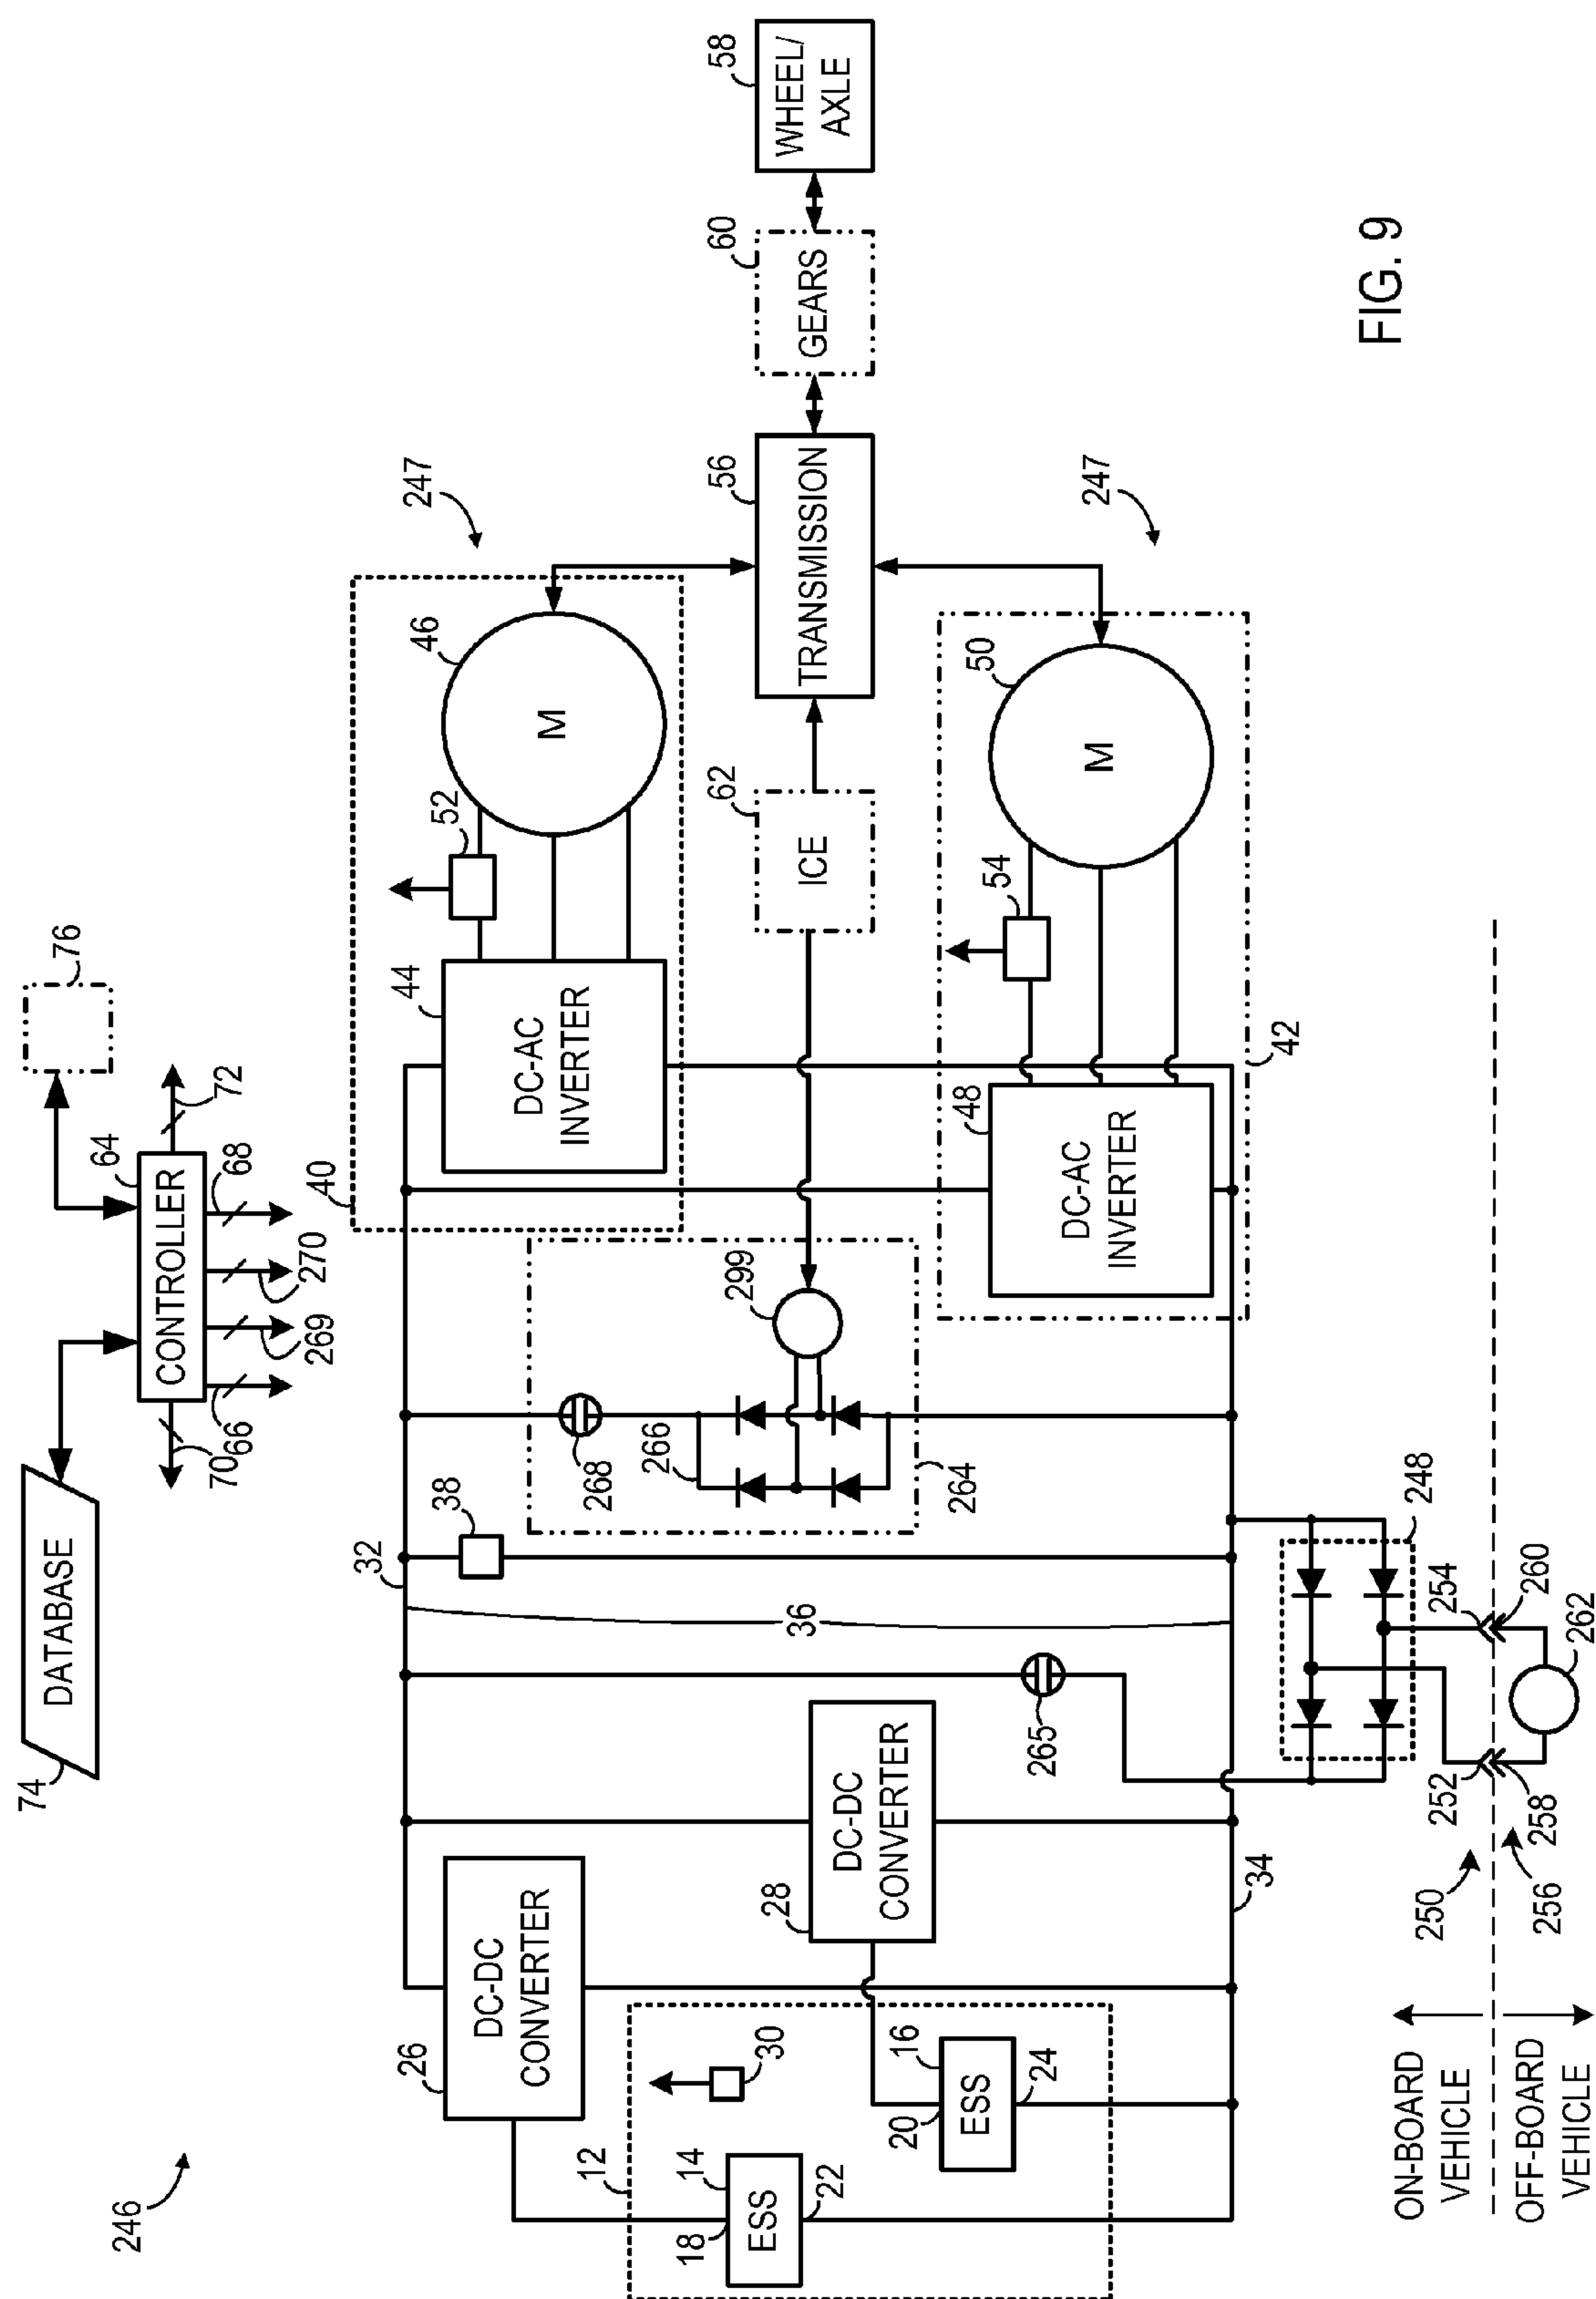 246
74
DATABASE
76
64
CONTROLLER
72
70
66
269
270
68
26
DC-DC
CONVERTER
28
DC-DC
CONVERTER
12
14
18
ESS
22
30
16
20
ESS
24
32
38
36
34
265
268
266
264
299
40
44
DC-AC
INVERTER
52
46
M
247
62
ICE
56
TRANSMISSION
60
GEARS
58
WHEEL/
AXLE
48
DC-AC
INVERTER
54
50
M
42
247
248
254
260
252
258
262
250
256
ON-BOARD
VEHICLE
OFF-BOARD
VEHICLE
FIG. 9